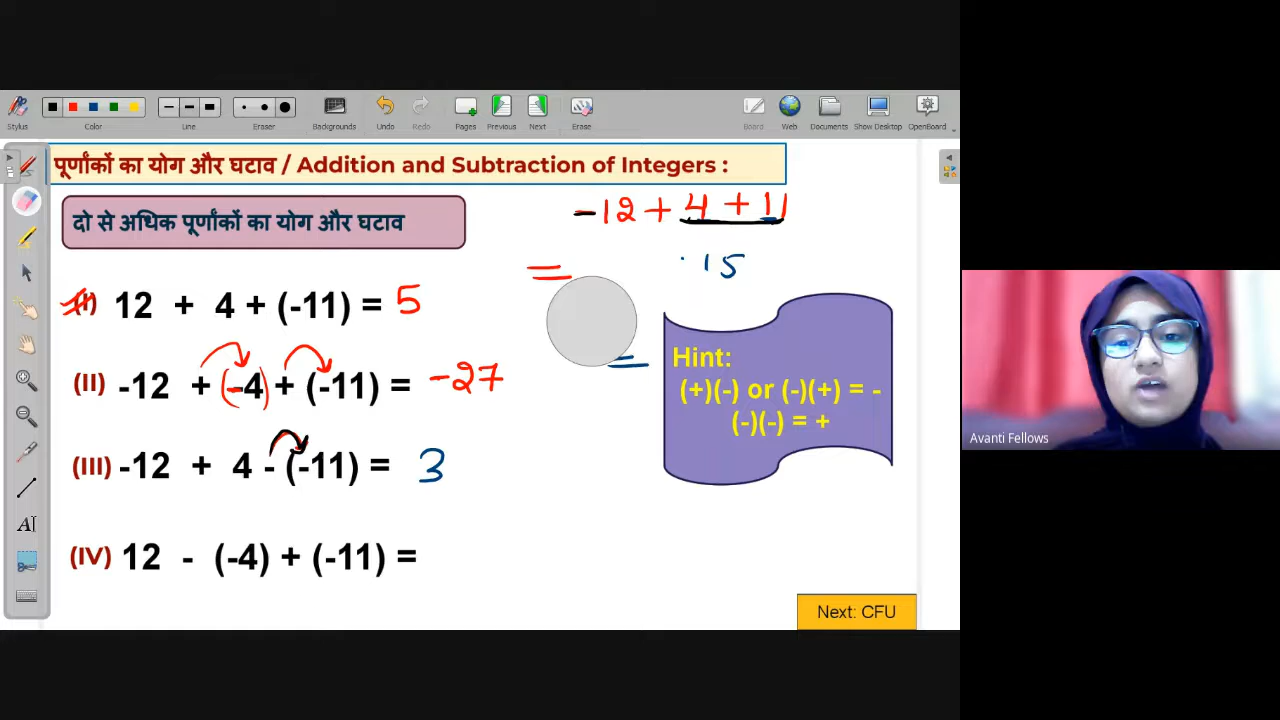 Stylus
Color
Line
Eraser
Backgrounds
Undo
Redo
Pages
Previous
Next
Erase
Board
Web
Documents
Show Desktop
OpenBoard
पूर्णांकों का योग और घटाव / Addition and Subtraction of Integers :
दो से अधिक पूर्णांकों का योग और घटाव
-12 + 4 + 11
15
=
(I) 12 + 4 + (-11) = 5
(II) -12 + (-4) + (-11) = -27
(III) -12 + 4 - (-11) = 3
(IV) 12 - (-4) + (-11) =
Hint:
(+)(-) or (-)(+) = -
(-)(-) = +
Next: CFU
Avanti Fellows